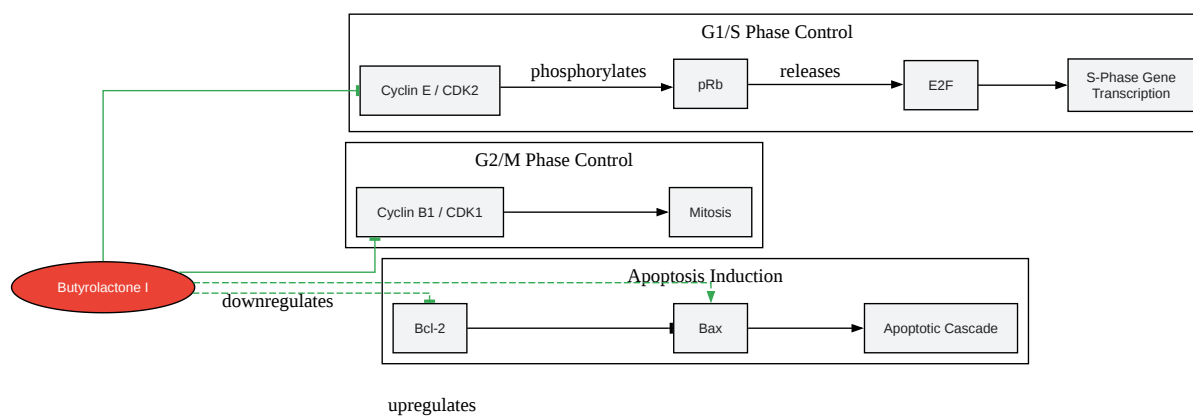 G1/S Phase Control
Cyclin E / CDK2
phosphorylates
pRb
releases
E2F
S-Phase Gene
Transcription
G2/M Phase Control
Cyclin B1 / CDK1
Mitosis
Butyrolactone I
downregulates
Apoptosis Induction
Bcl-2
Bax
Apoptotic Cascade
upregulates